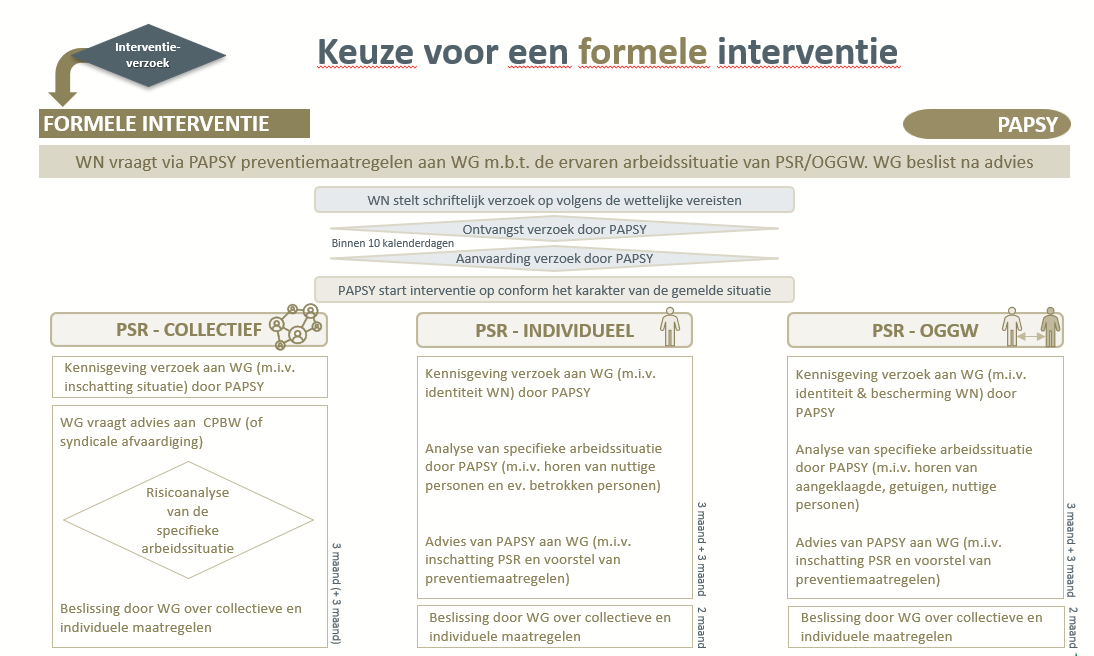 Interventie-
verzoek
Keuze voor een formele interventie
FORMELE INTERVENTIE
PAPSY
WN vraagt via PAPSY preventiemaatregelen aan WG m.b.t. de ervaren arbeidssituatie van PSR/OGGW. WG beslist na advies
WN stelt schriftelijk verzoek op volgens de wettelijke vereisten
Ontvangst verzoek door PAPSY
Binnen 10 kalenderdagen
Aanvaarding verzoek door PAPSY
PAPSY start interventie op conform het karakter van de gemelde situatie
PSR - COLLECTIEF
Kennisgeving verzoek aan WG (m.i.v.
inschatting situatie) door PAPSY
WG vraagt advies aan CPBW (of
syndicale afvaardiging)
Risicoanalyse
van de
specifieke
arbeidssituatie
Beslissing door WG over collectieve en
individuele maatregelen
3 maand (+ 3 maand)
PSR - INDIVIDUEEL
Kennisgeving verzoek aan WG (m.i.v.
identiteit WN) door PAPSY
Analyse van specifieke arbeidssituatie
door PAPSY (m.i.v. horen van nuttige
personen en ev. betrokken personen)
Advies van PAPSY aan WG (m.i.v.
inschatting PSR en voorstel van
preventiemaatregelen)
3 maand + 3 maand
Beslissing door WG over collectieve en
individuele maatregelen
2 maand
PSR - OGGW
Kennisgeving verzoek aan WG (m.i.v.
identiteit & bescherming WN) door
PAPSY
Analyse van specifieke arbeidssituatie
door PAPSY (m.i.v. horen van
aangeklaagde, getuigen, nuttige
personen)
Advies van PAPSY aan WG (m.i.v.
inschatting PSR en voorstel van
preventiemaatregelen)
3 maand + 3 maand
Beslissing door WG over collectieve en
individuele maatregelen
2 maand